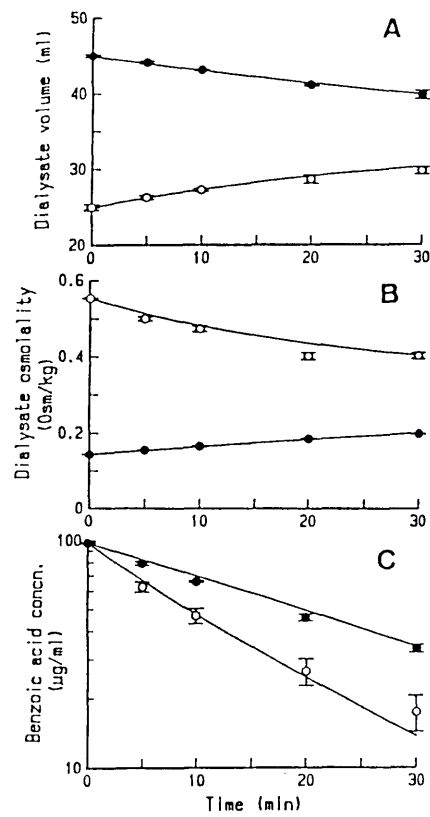 A
Dialysate volume (ml)
50
40
30
20
0
10
20
30
B
Dialysate osmolality
(Osm/kg)
0.6
0.4
0.2
0
0
10
20
30
C
Benzoic acid concn.
(µg/ml)
100
10
0
10
20
30
Time (min)